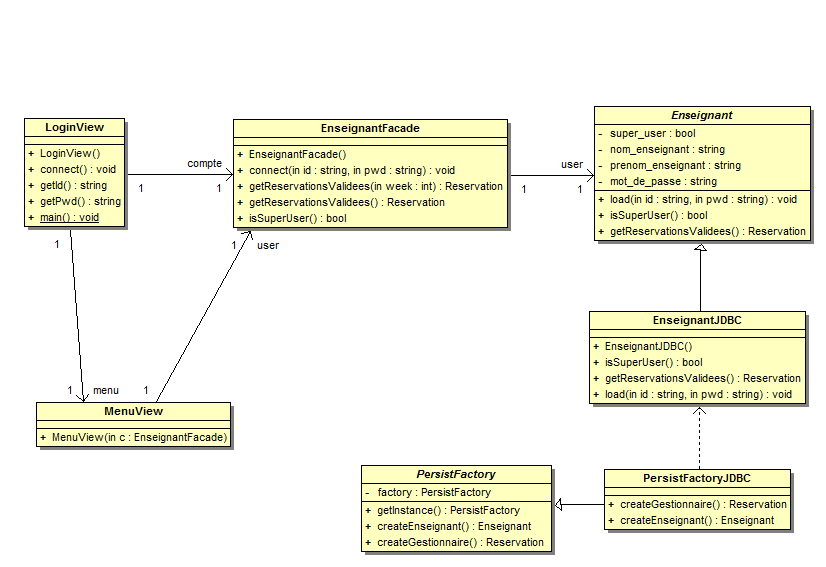 LoginView
+ LoginView()
+ connect() : void
+ getId() : string
+ getPwd() : string
+ main() : void
compte
1
1
EnseignantFacade
+ EnseignantFacade()
+ connect(in id : string, in pwd : string) : void
+ getReservationsValidees(in week : int) : Reservation
+ getReservationsValidees() : Reservation
+ isSuperUser() : bool
user
1
1
Enseignant
- super_user : bool
- nom_enseignant : string
- prenom_enseignant : string
- mot_de_passe : string
+ load(in id : string, in pwd : string) : void
+ isSuperUser() : bool
+ getReservationsValidees() : Reservation
1
1 user
EnseignantJDBC
+ EnseignantJDBC()
+ isSuperUser() : bool
+ getReservationsValidees() : Reservation
+ load(in id : string, in pwd : string) : void
1 menu
1
MenuView
+ MenuView(in c : EnseignantFacade)
PersistFactory
- factory : PersistFactory
+ getInstance() : PersistFactory
+ createEnseignant() : Enseignant
+ createGestionnaire() : Reservation
PersistFactoryJDBC
+ createGestionnaire() : Reservation
+ createEnseignant() : Enseignant